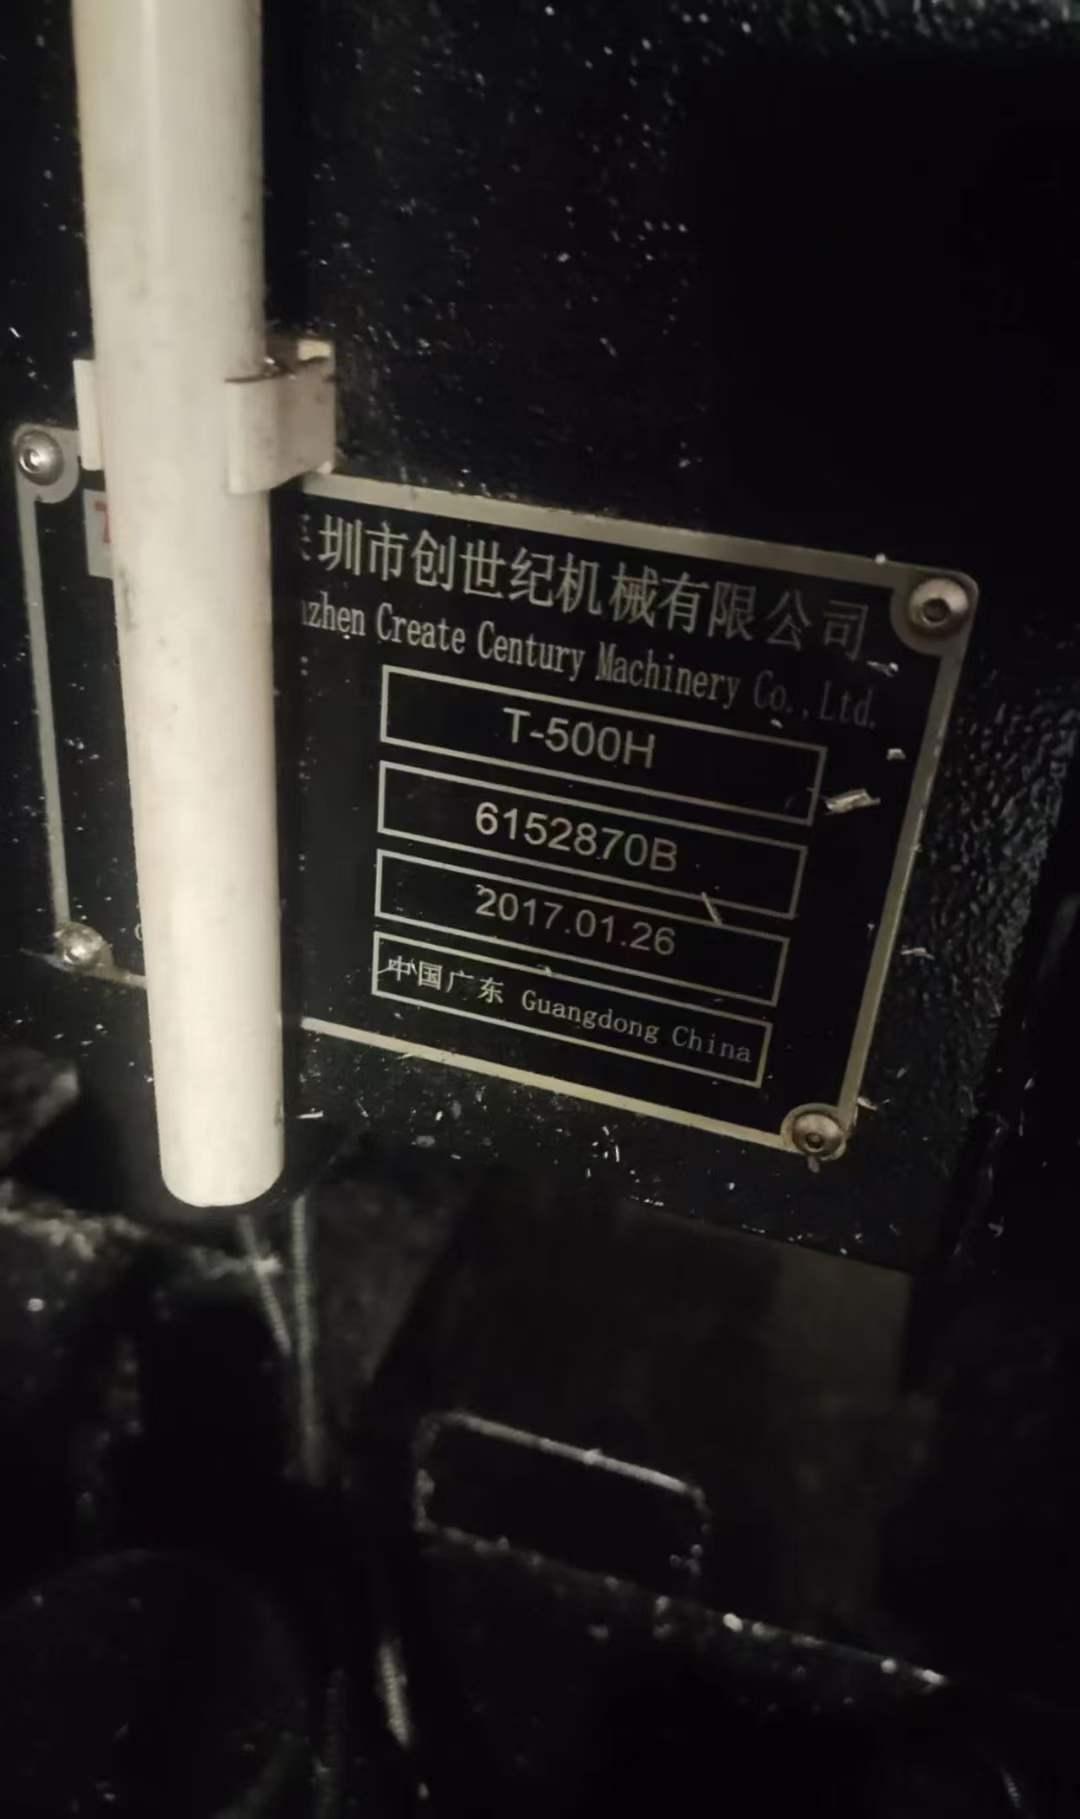 圳市创世纪机械有限公司
zhen Create Century Machinery Co., Ltd.
T-500H
6152870B
2017.01.26
中国广东 Guangdong China